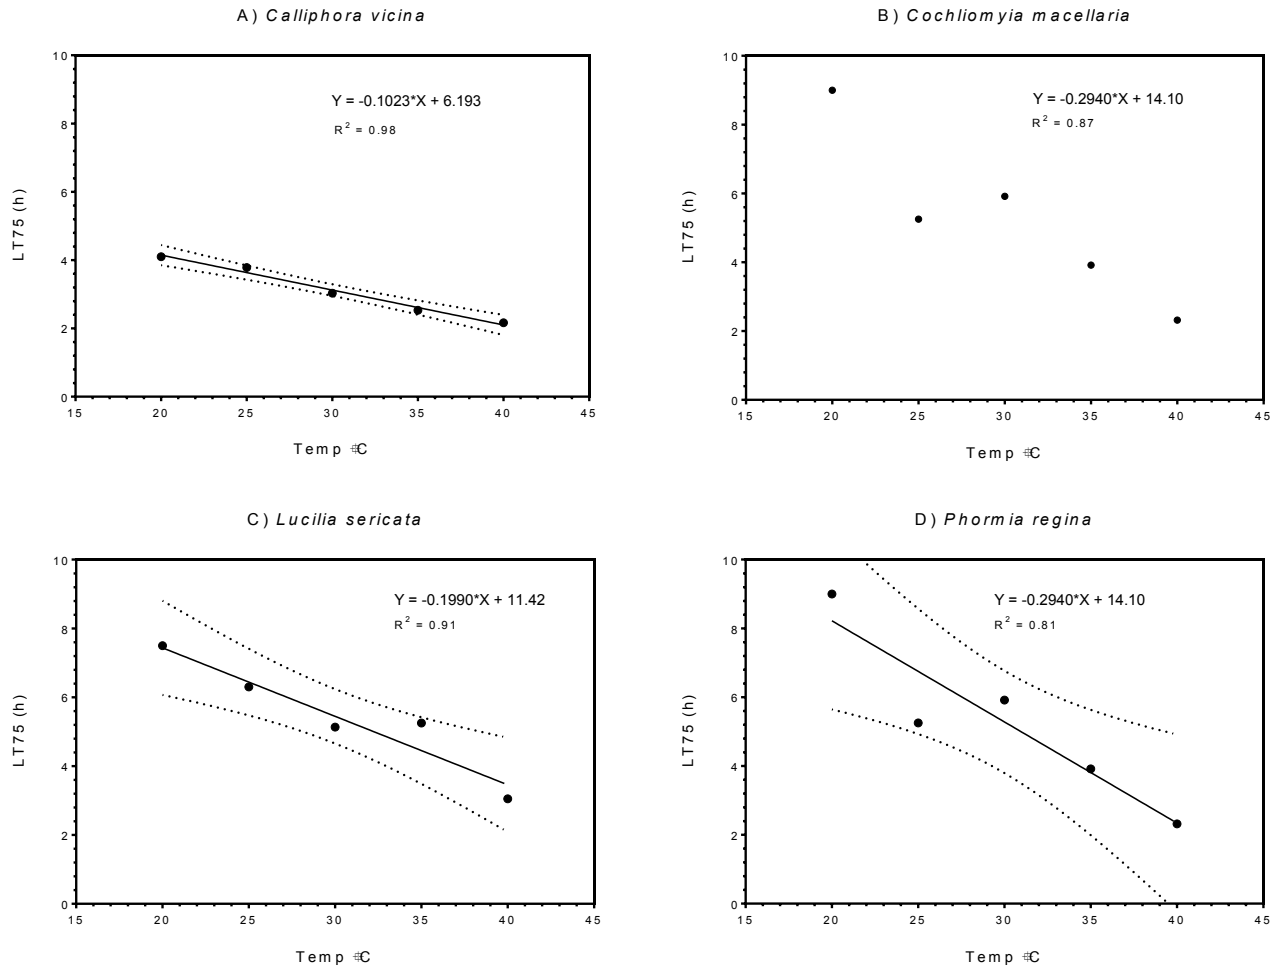 A) Calliphora vicina
10
8
6
4
2
0
15 20 25 30 35 40 45
LT75 (h)
Temp ⌗C
Y = -0.1023*X + 6.193
R² = 0.98
B) Cochliomyia macellaria
10
8
6
4
2
0
15 20 25 30 35 40 45
LT75 (h)
Temp ⌗C
Y = -0.2940*X + 14.10
R² = 0.87
C) Lucilia sericata
10
8
6
4
2
0
15 20 25 30 35 40 45
LT75 (h)
Temp ⌗C
Y = -0.1990*X + 11.42
R² = 0.91
D) Phormia regina
10
8
6
4
2
0
15 20 25 30 35 40 45
LT75 (h)
Temp ⌗C
Y = -0.2940*X + 14.10
R² = 0.81